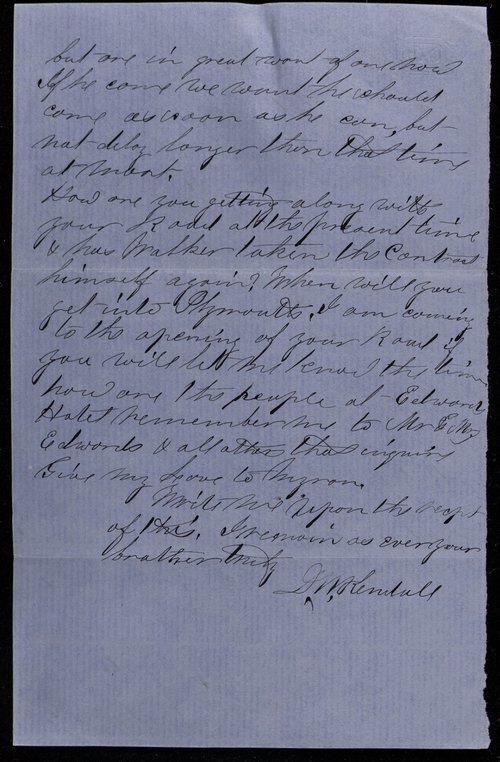 but are in great want of one now
If he come we want he should
come as soon as he can, but
not delay longer then that time
at most.
How are you getting along with
your Road at the present time
& has Walker taken the Contract
himself again? When will you
get into Plymouth. I am coming
to the opening of your Road if
you will let me know the time
how are the people at Edwards
Hotel remember me to Mr & Mrs
Edwards & all others that inquire
Give my Love to Myron.
Write me upon the recpt
of this. I remain as ever your
brother truly
Kendall